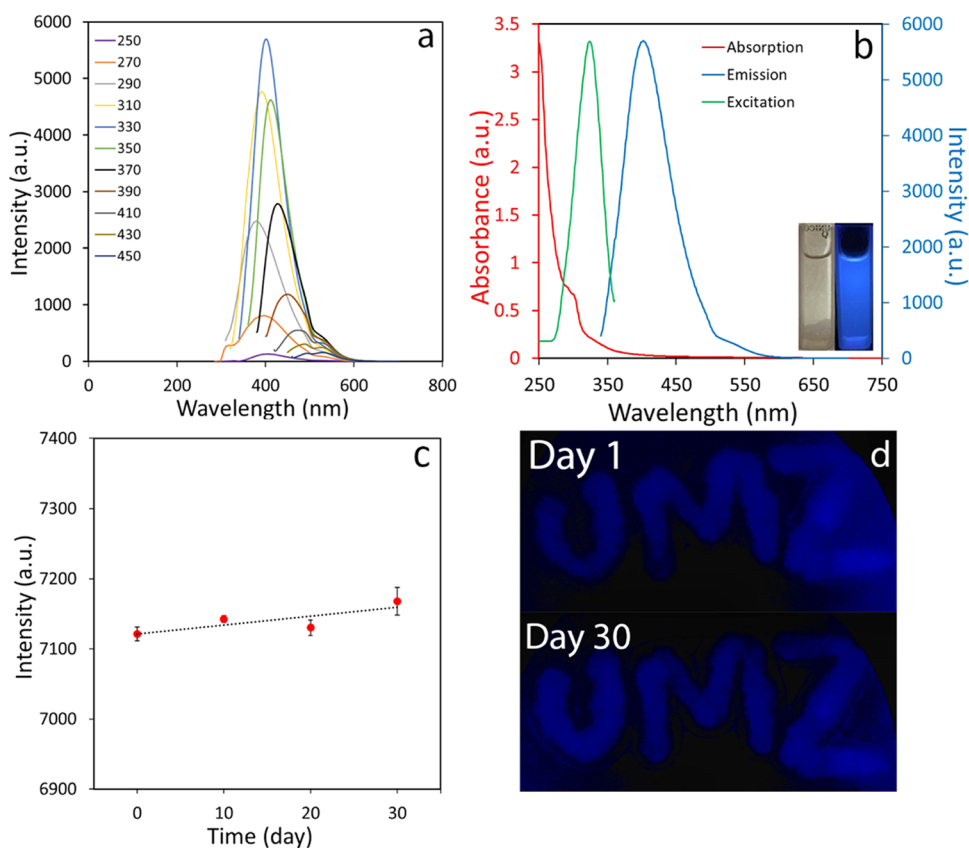 a
6000
5000
4000
3000
2000
1000
0
Intensity (a.u.)
250
270
290
310
330
350
370
390
410
430
450
0 200 400 600 800
Wavelength (nm)
b
3.5
3
2.5
2
1.5
1
0.5
0
Absorbance (a.u.)
Absorption
Emission
Excitation
6000
5000
4000
3000
2000
1000
0
Intensity (a.u.)
250 350 450 550 650 750
Wavelength (nm)
c
7400
7300
7200
7100
7000
6900
Intensity (a.u.)
0 10 20 30
Time (day)
Day 1
d
UMZ
Day 30
UMZ